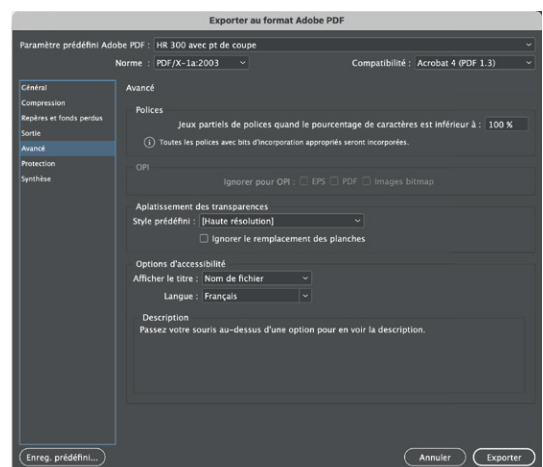 Exporter au format Adobe PDF
Paramètre prédéfini Adobe PDF : HR 300 avec pt de coupe
Norme : PDF/X-1a:2003 Compatibilité : Acrobat 4 (PDF 1.3)
Général
Compression
Repères et fonds perdus
Sortie
Avancé
Protection
Synthèse
Avancé
Polices
Jeux partiels de polices quand le pourcentage de caractères est inférieur à : 100 %
Toutes les polices avec bits d'incorporation appropriés seront incorporées.
OPI
Ignorer pour OPI : EPS PDF Images bitmap
Aplatissement des transparences
Style prédéfini : [Haute résolution]
Ignorer le remplacement des planches
Options d'accessibilité
Afficher le titre : Nom de fichier
Langue : Français
Description
Passez votre souris au-dessus d'une option pour en voir la description.
Enreg. prédéfini... Annuler Exporter